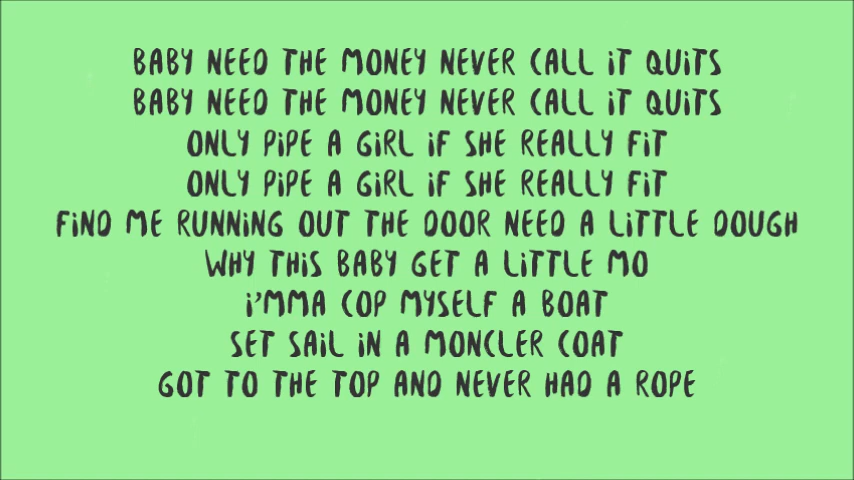 BABY NEED THE MONEY NEVER CALL IT QUITS
BABY NEED THE MONEY NEVER CALL IT QUITS
ONLY PIPE A GIRL IF SHE REALLY FIT
ONLY PIPE A GIRL IF SHE REALLY FIT
FIND ME RUNNING OUT THE DOOR NEED A LITTLE DOUGH
WHY THIS BABY GET A LITTLE MO
I'MMA COP MYSELF A BOAT
SET SAIL IN A MONCLER COAT
GOT TO THE TOP AND NEVER HAD A ROPE